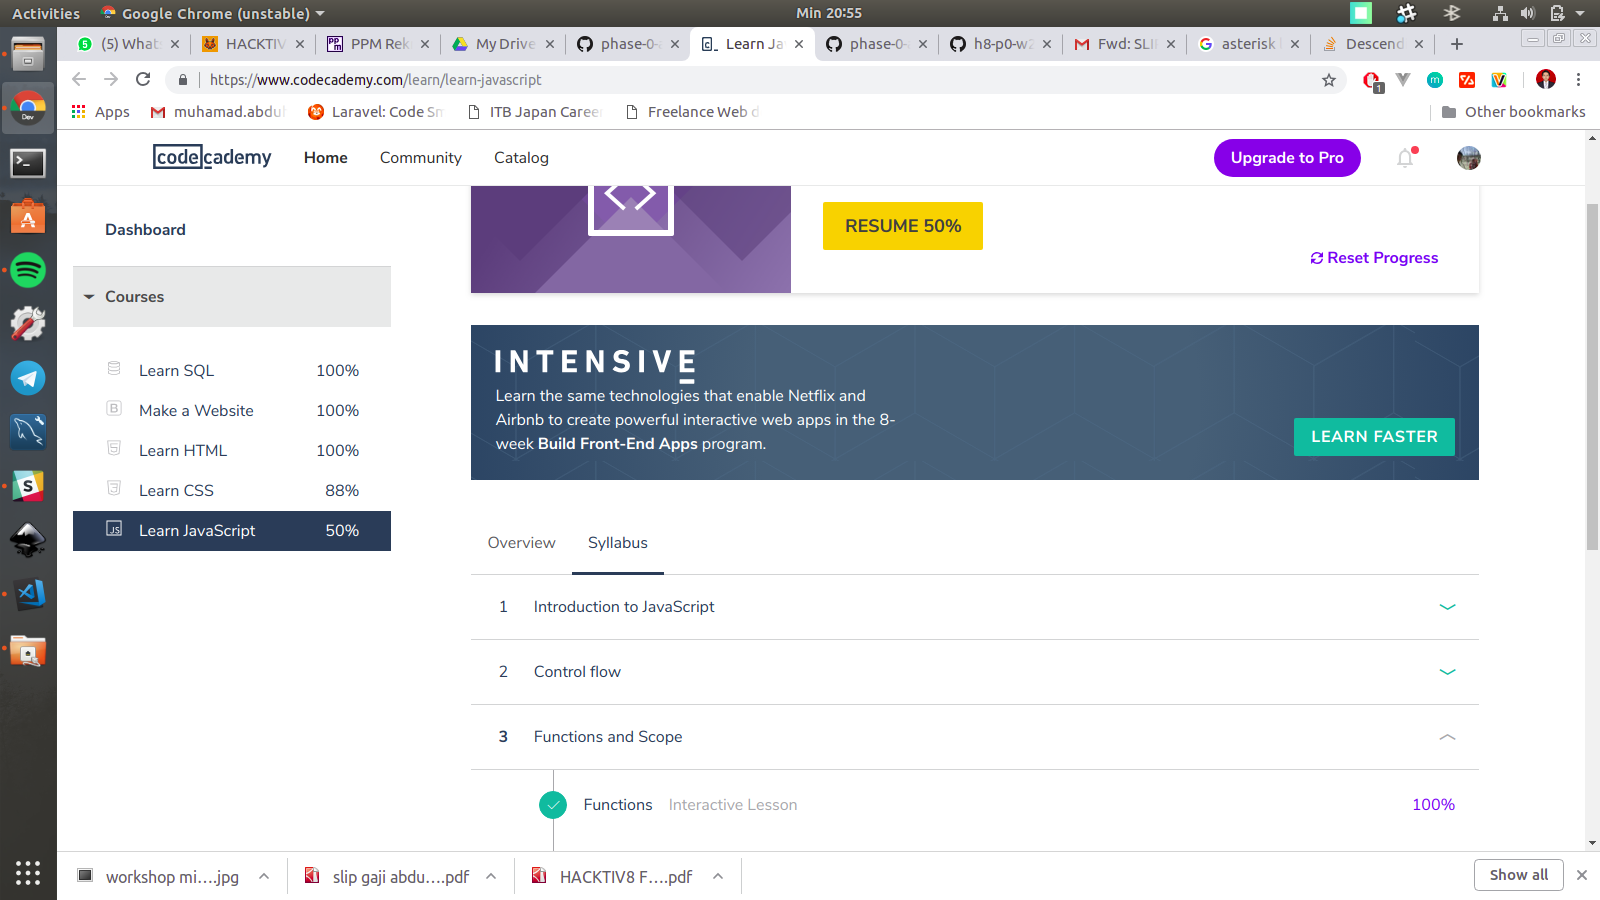 Activities
Google Chrome (unstable)
Min 20:55
(5) What
HACKTIV
PPM Rek
My Drive
phase-0-
Learn Ja
phase-0-
h8-p0-w2
Fwd: SLI
asterisk
Descend
https://www.codecademy.com/learn/learn-javascript
1
Apps
muhamad.abdul
Laravel: Code Sm
ITB Japan Career
Freelance Web d
Other bookmarks
codecademy
Home
Community
Catalog
Upgrade to Pro
Dashboard
RESUME 50%
Reset Progress
Courses
Learn SQL 100%
Make a Website 100%
Learn HTML 100%
Learn CSS 88%
Learn JavaScript 50%
INTENSIVE
Learn the same technologies that enable Netflix and
Airbnb to create powerful interactive web apps in the 8-
week Build Front-End Apps program.
LEARN FASTER
Overview
Syllabus
1 Introduction to JavaScript
2 Control flow
3 Functions and Scope
Functions Interactive Lesson 100%
workshop mi....jpg
slip gaji abdu....pdf
HACKTIV8 F....pdf
Show all